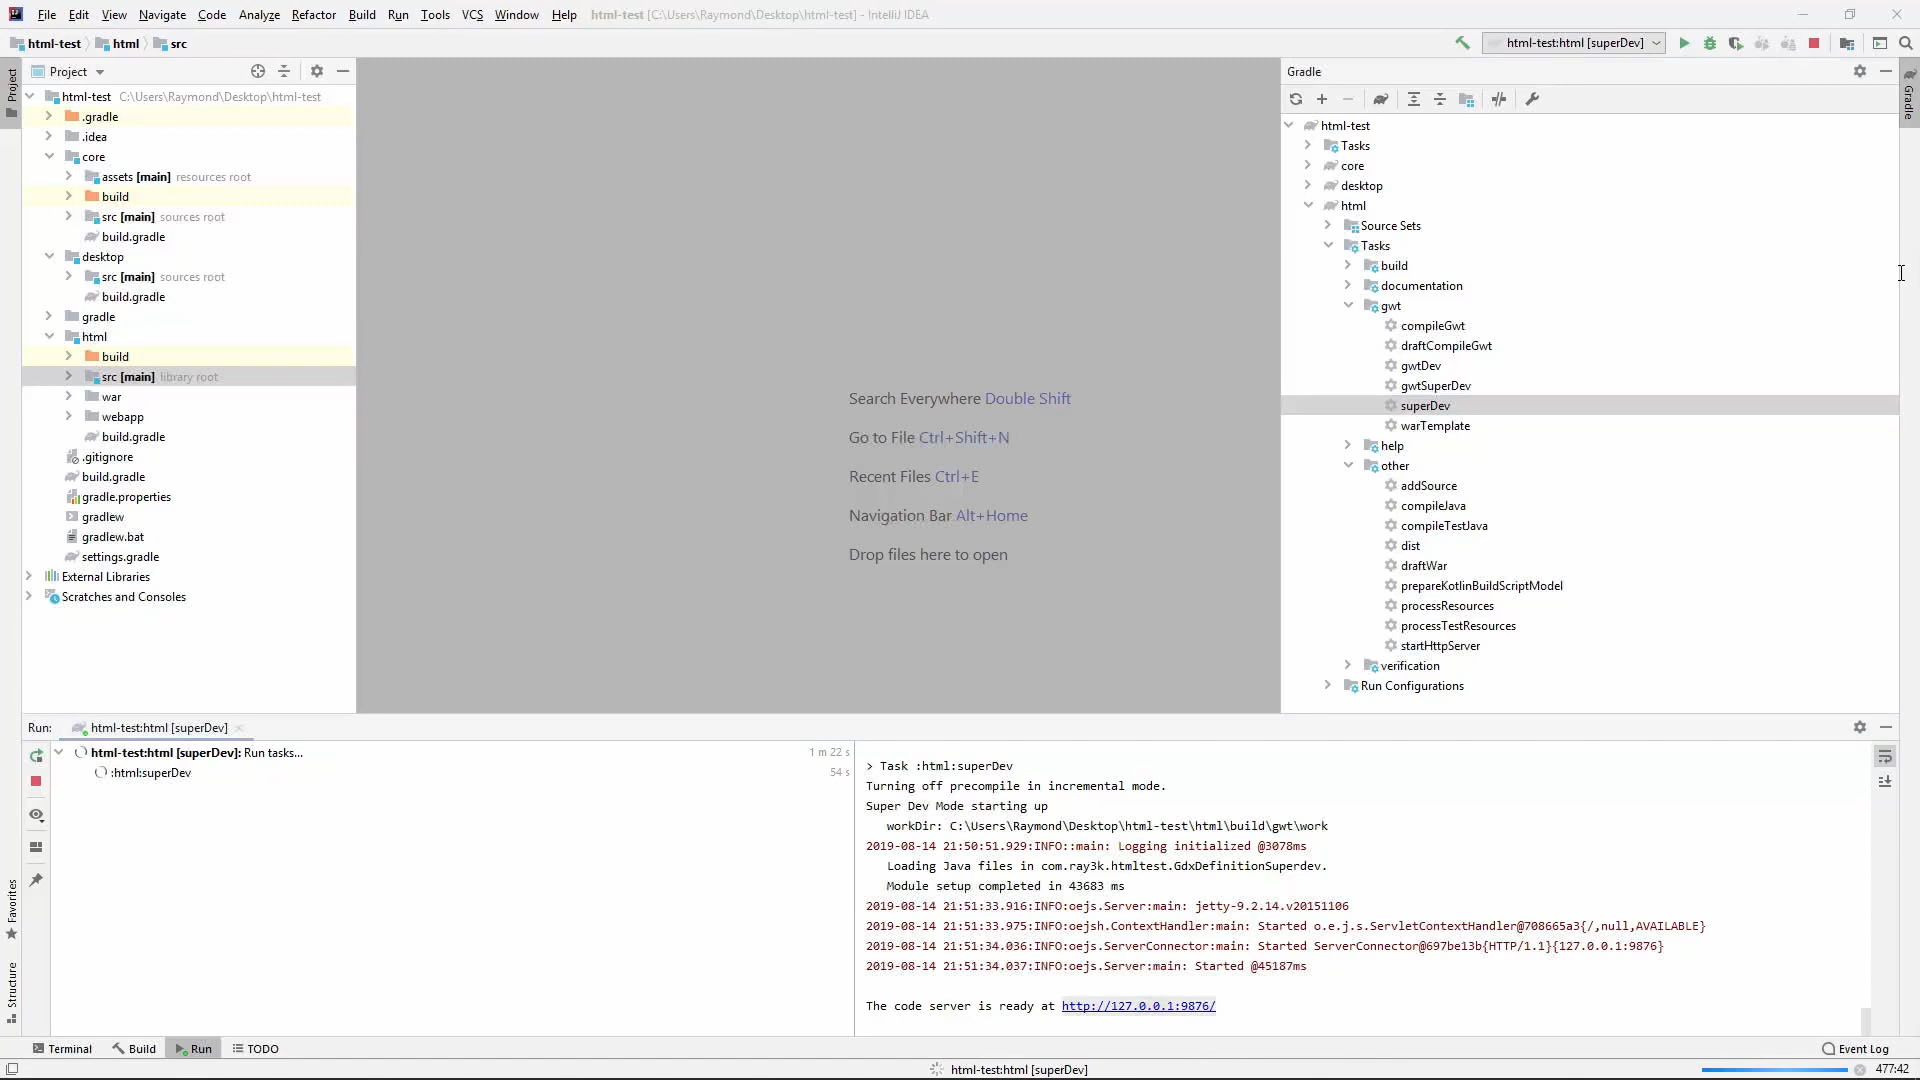 File Edit View Navigate Code Analyze Refactor Build Run Tools VCS Window Help html-test [C:\Users\Raymond\Desktop\html-test] - IntelliJ IDEA
html-test html src
html-test:html [superDev]
Project
Project
html-test C:\Users\Raymond\Desktop\html-test
.gradle
.idea
core
assets [main] resources root
build
src [main] sources root
build.gradle
desktop
src [main] sources root
build.gradle
gradle
html
build
src [main] library root
war
webapp
build.gradle
.gitignore
build.gradle
gradle.properties
gradlew
gradlew.bat
settings.gradle
External Libraries
Scratches and Consoles
Search Everywhere Double Shift
Go to File Ctrl+Shift+N
Recent Files Ctrl+E
Navigation Bar Alt+Home
Drop files here to open
Gradle
Gradle
html-test
Tasks
core
desktop
html
Source Sets
Tasks
build
documentation
gwt
compileGwt
draftCompileGwt
gwtDev
gwtSuperDev
superDev
warTemplate
help
other
addSource
compileJava
compileTestJava
dist
draftWar
prepareKotlinBuildScriptModel
processResources
processTestResources
startHttpServer
verification
Run Configurations
Run: html-test:html [superDev]
html-test:html [superDev]: Run tasks... 1 m 22 s
:html:superDev 54 s
> Task :html:superDev
Turning off precompile in incremental mode.
Super Dev Mode starting up
workDir: C:\Users\Raymond\Desktop\html-test\html\build\gwt\work
2019-08-14 21:50:51.929:INFO::main: Logging initialized @3078ms
Loading Java files in com.ray3k.htmltest.GdxDefinitionSuperdev.
Module setup completed in 43683 ms
2019-08-14 21:51:33.916:INFO:oejs.Server:main: jetty-9.2.14.v20151106
2019-08-14 21:51:33.975:INFO:oejsh.ContextHandler:main: Started o.e.j.s.ServletContextHandler@708665a3{/,null,AVAILABLE}
2019-08-14 21:51:34.036:INFO:oejs.ServerConnector:main: Started ServerConnector@697be13b{HTTP/1.1}{127.0.0.1:9876}
2019-08-14 21:51:34.037:INFO:oejs.Server:main: Started @45187ms
The code server is ready at http://127.0.0.1:9876/
Favorites
Structure
Terminal Build Run TODO Event Log
html-test:html [superDev] 477:42